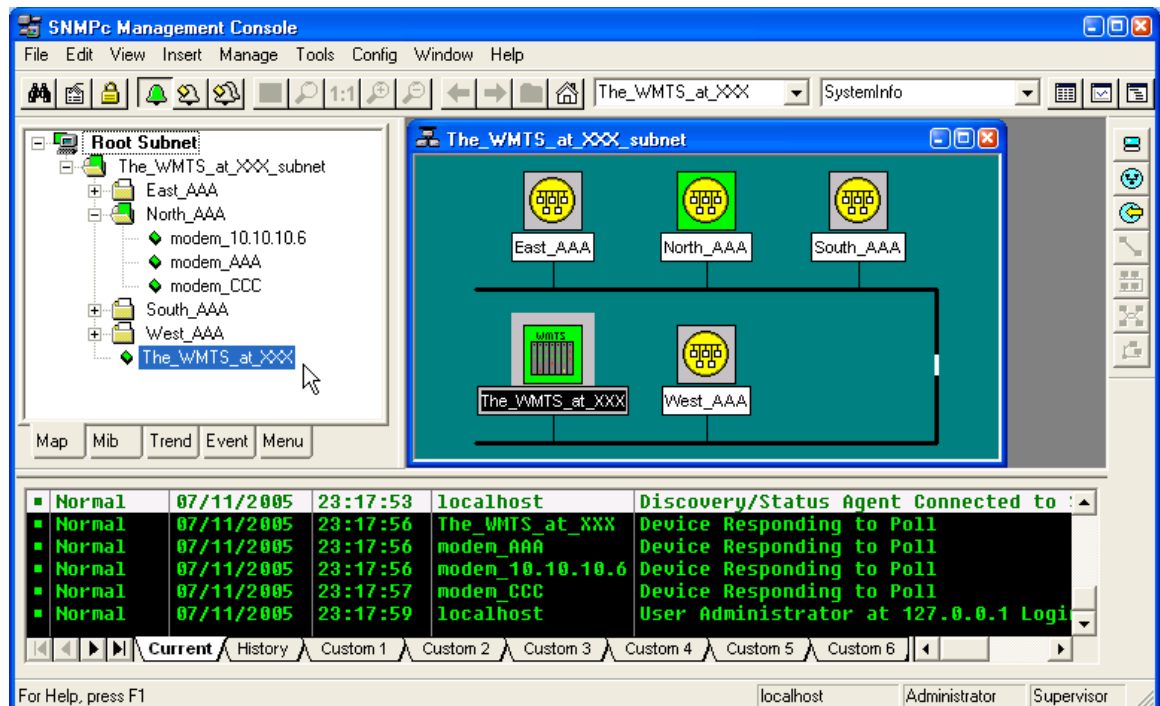 SNMPc Management Console
File Edit View Insert Manage Tools Config Window Help
1:1 The_WMTS_at_XXX SystemInfo
Root Subnet
The_WMTS_at_XXX_subnet
East_AAA
North_AAA
modem_10.10.10.6
modem_AAA
modem_CCC
South_AAA
West_AAA
The_WMTS_at_XXX
Map Mib Trend Event Menu
The_WMTS_at_XXX_subnet
East_AAA North_AAA South_AAA
WMTS
The_WMTS_at_XXX West_AAA
Normal 07/11/2005 23:17:53 localhost Discovery/Status Agent Connected to
Normal 07/11/2005 23:17:56 The_WMTS_at_XXX Device Responding to Poll
Normal 07/11/2005 23:17:56 modem_AAA Device Responding to Poll
Normal 07/11/2005 23:17:56 modem_10.10.10.6 Device Responding to Poll
Normal 07/11/2005 23:17:57 modem_CCC Device Responding to Poll
Normal 07/11/2005 23:17:59 localhost User Administrator at 127.0.0.1 Logi
Current History Custom 1 Custom 2 Custom 3 Custom 4 Custom 5 Custom 6
For Help, press F1 localhost Administrator Supervisor